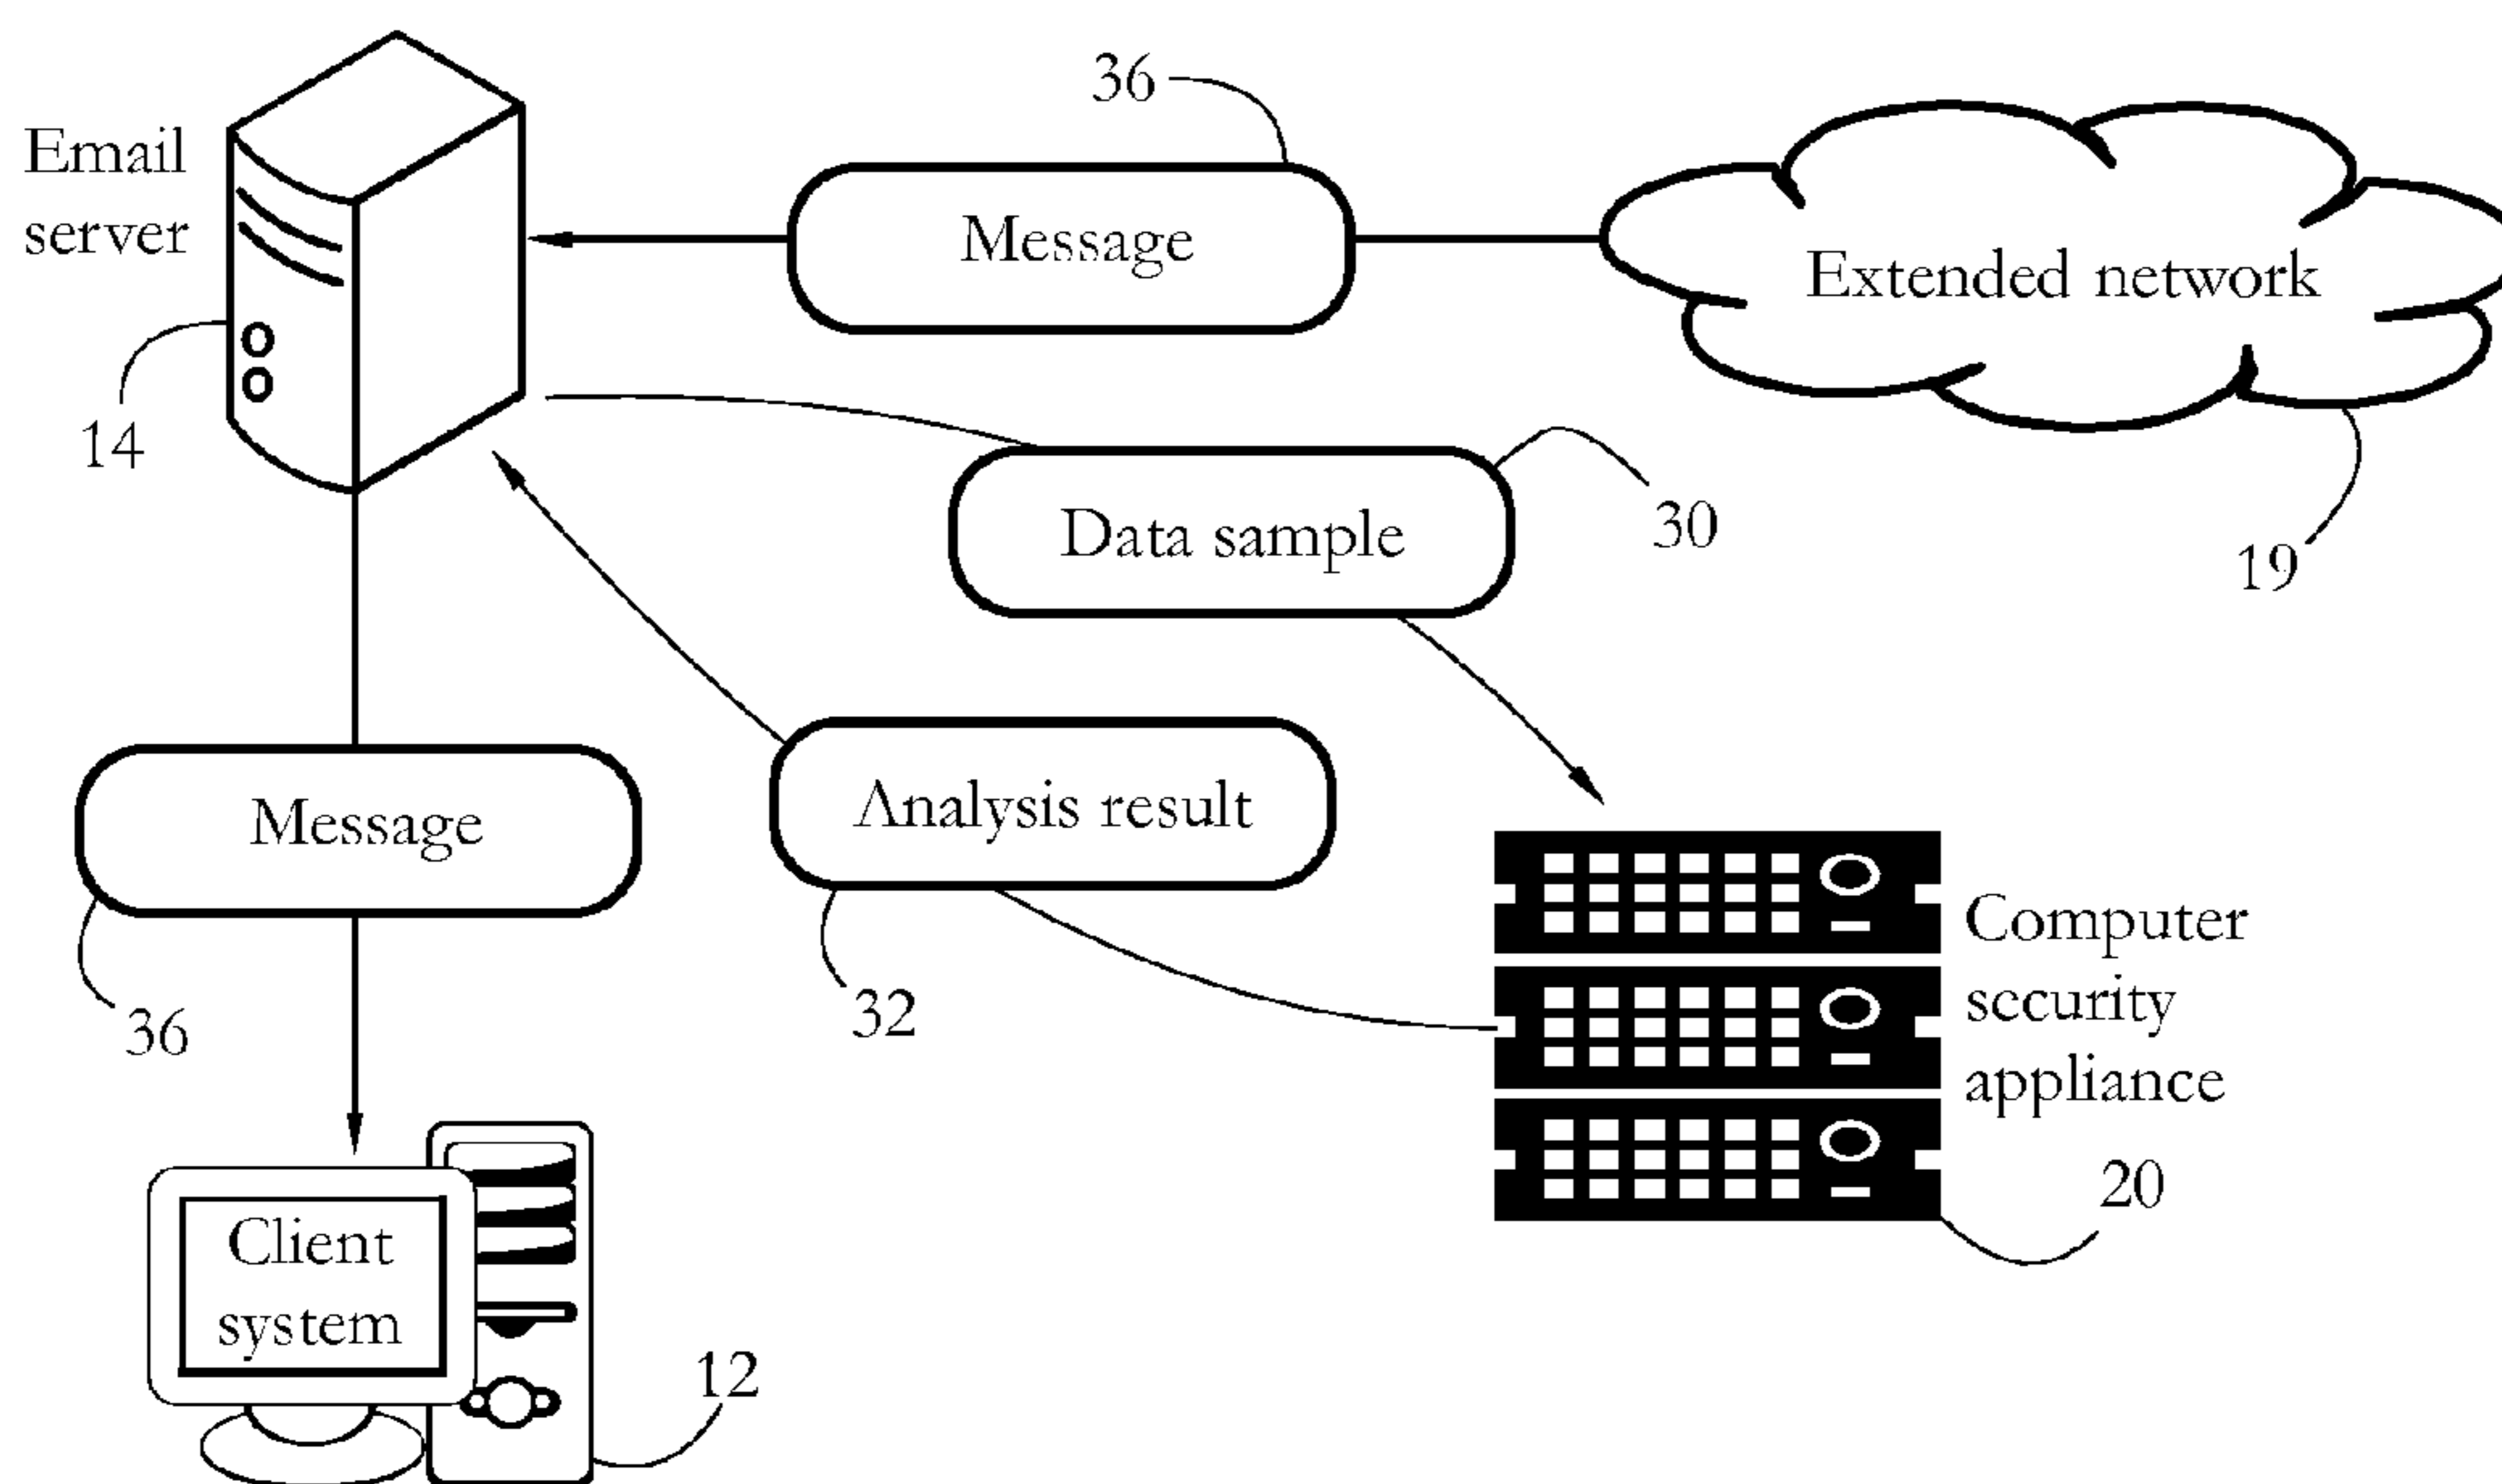 Email
server
14
36
Message
Extended network
19
Data sample
30
Analysis result
32
Message
36
Computer
security
appliance
20
Client
system
12